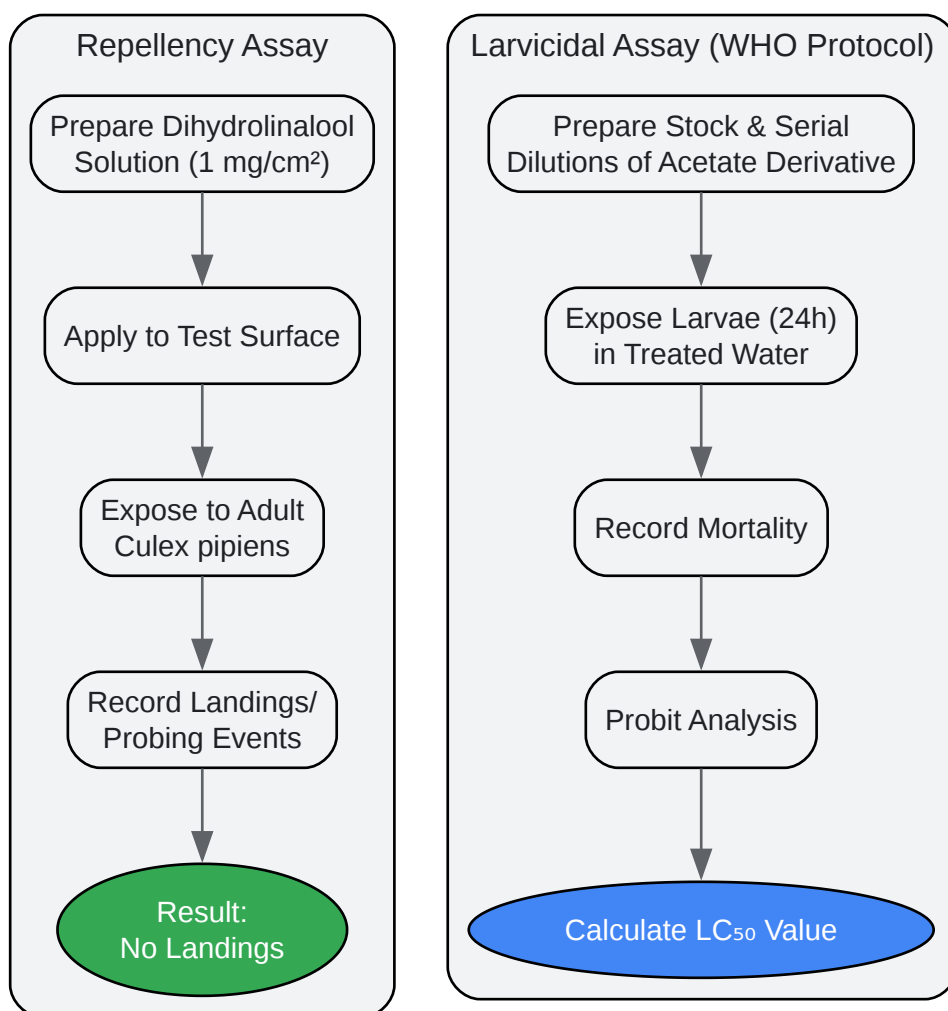 Repellency Assay
Prepare Dihydrolinalool
Solution (1 mg/cm²)
Apply to Test Surface
Expose to Adult
Culex pipiens
Record Landings/
Probing Events
Result:
No Landings
Larvicidal Assay (WHO Protocol)
Prepare Stock & Serial
Dilutions of Acetate Derivative
Expose Larvae (24h)
in Treated Water
Record Mortality
Probit Analysis
Calculate LC₅₀ Value